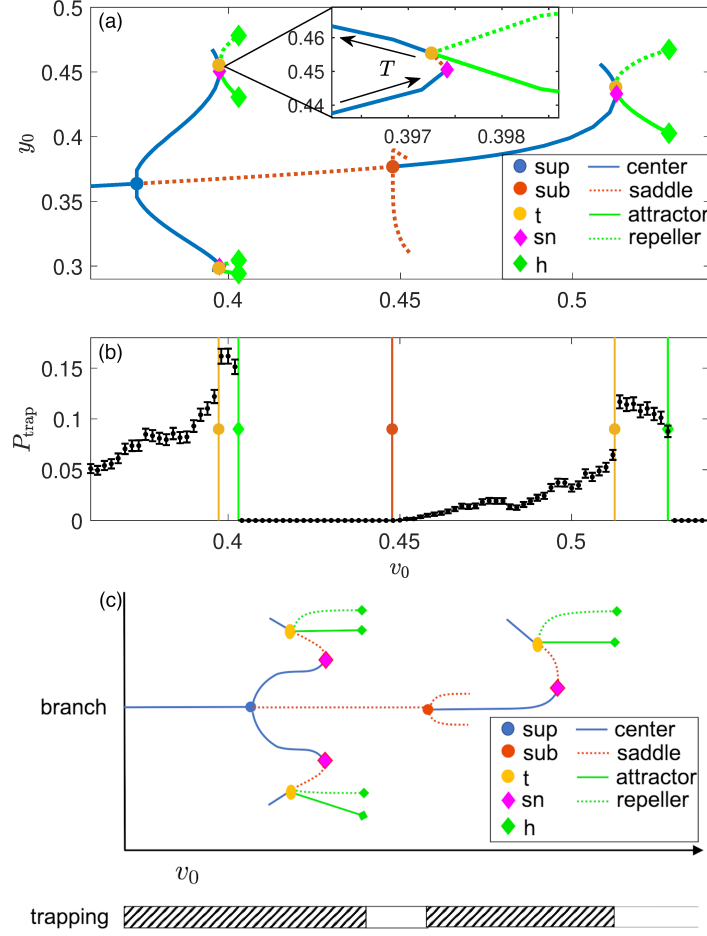 (a)
0.5
0.45
0.4
0.35
0.3
y₀
0.46
0.45
0.44
T
0.397
0.398
sup
center
sub
saddle
t
attractor
sn
repeller
h
0.4
0.45
0.5
(b)
0.15
0.1
0.05
0
P_trap
0.4
0.45
0.5
v₀
(c)
branch
sup
center
sub
saddle
t
attractor
sn
repeller
h
v₀
trapping